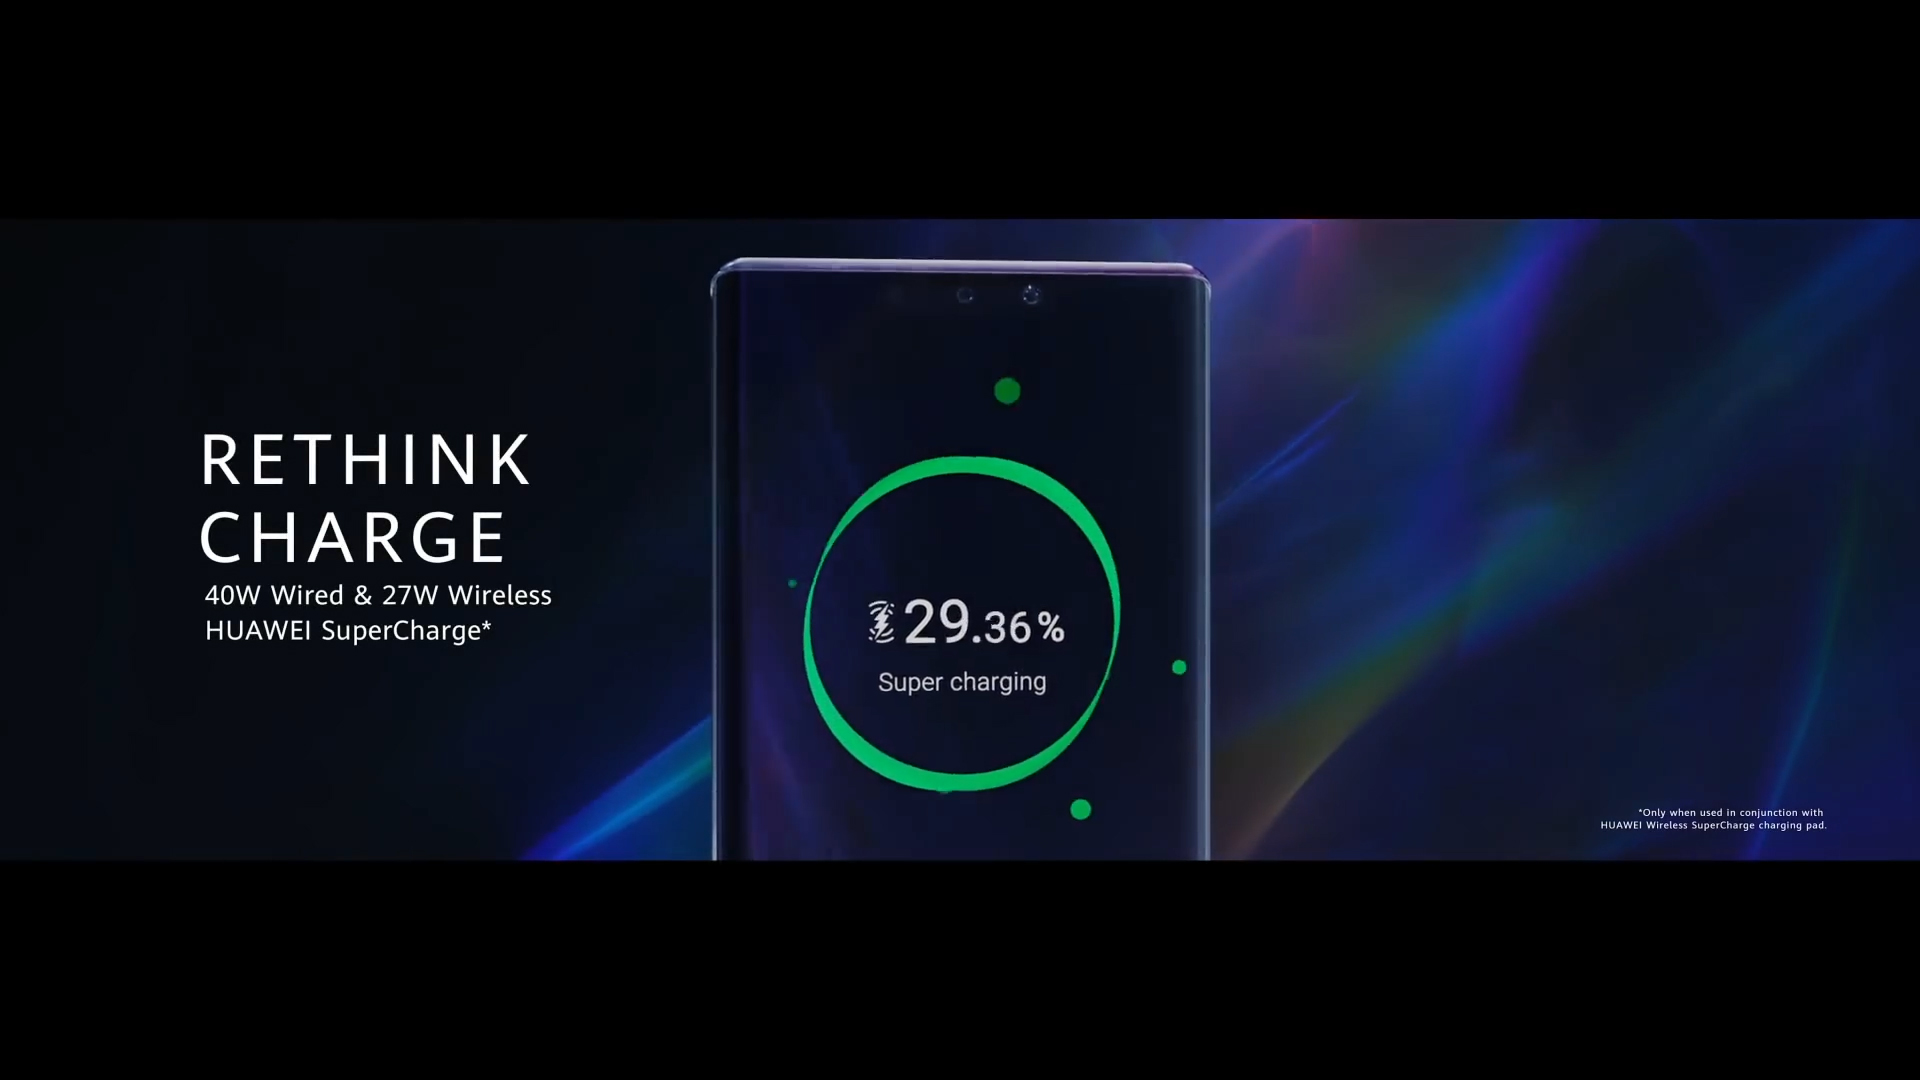 RETHINK
CHARGE
40W Wired & 27W Wireless
HUAWEI SuperCharge*
29.36%
Super charging
*Only when used in conjunction with
HUAWEI Wireless SuperCharge charging pad.